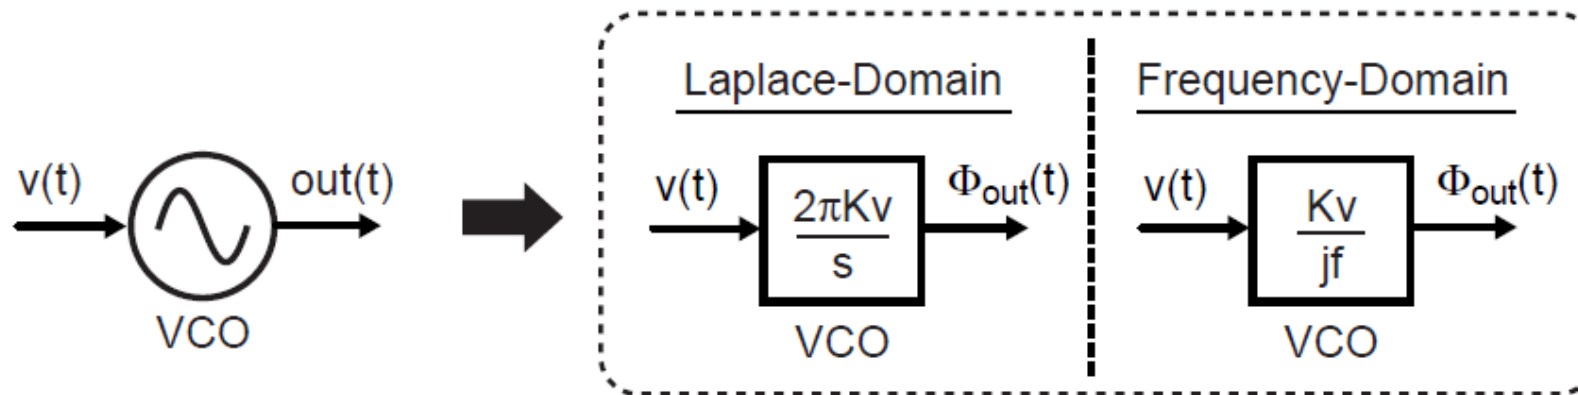 Laplace-Domain
Frequency-Domain
v(t)
out(t)
VCO
v(t)
2πKv
s
Φout(t)
VCO
v(t)
Kv
jf
Φout(t)
VCO